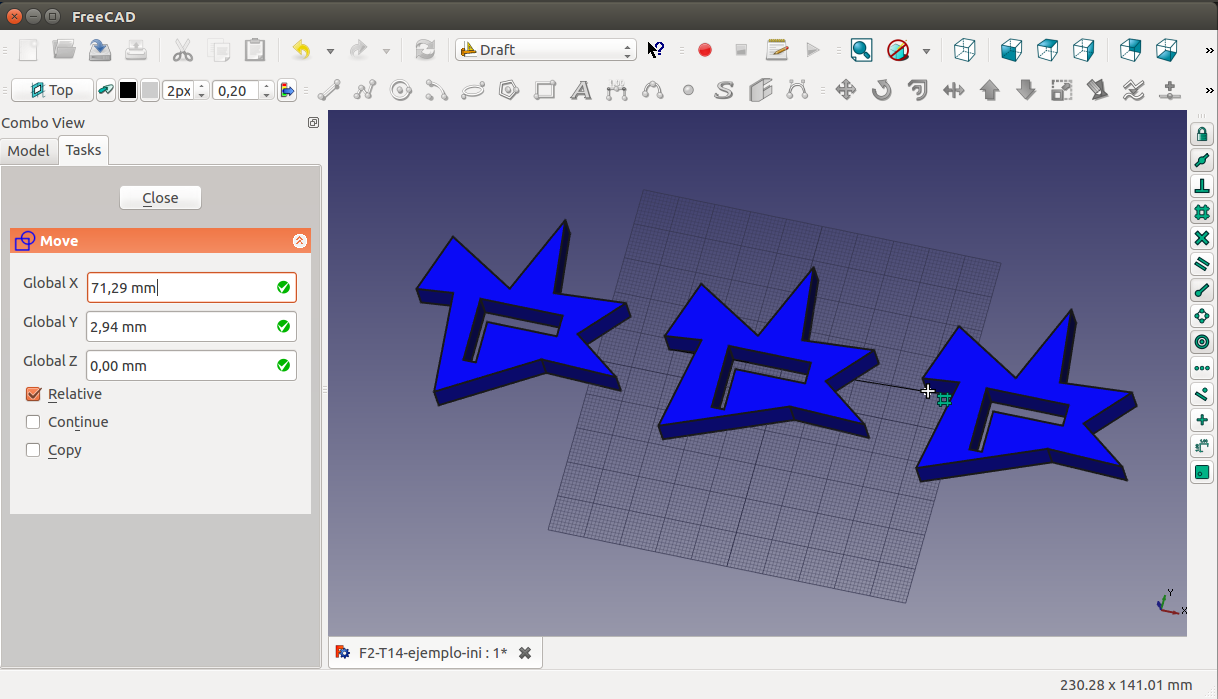 FreeCAD
Draft
Top
2px
0,20
Combo View
Model
Tasks
Close
Move
Global X
71,29 mm
Global Y
2,94 mm
Global Z
0,00 mm
Relative
Continue
Copy
Y
X
F2-T14-ejemplo-ini : 1*
230.28 x 141.01 mm